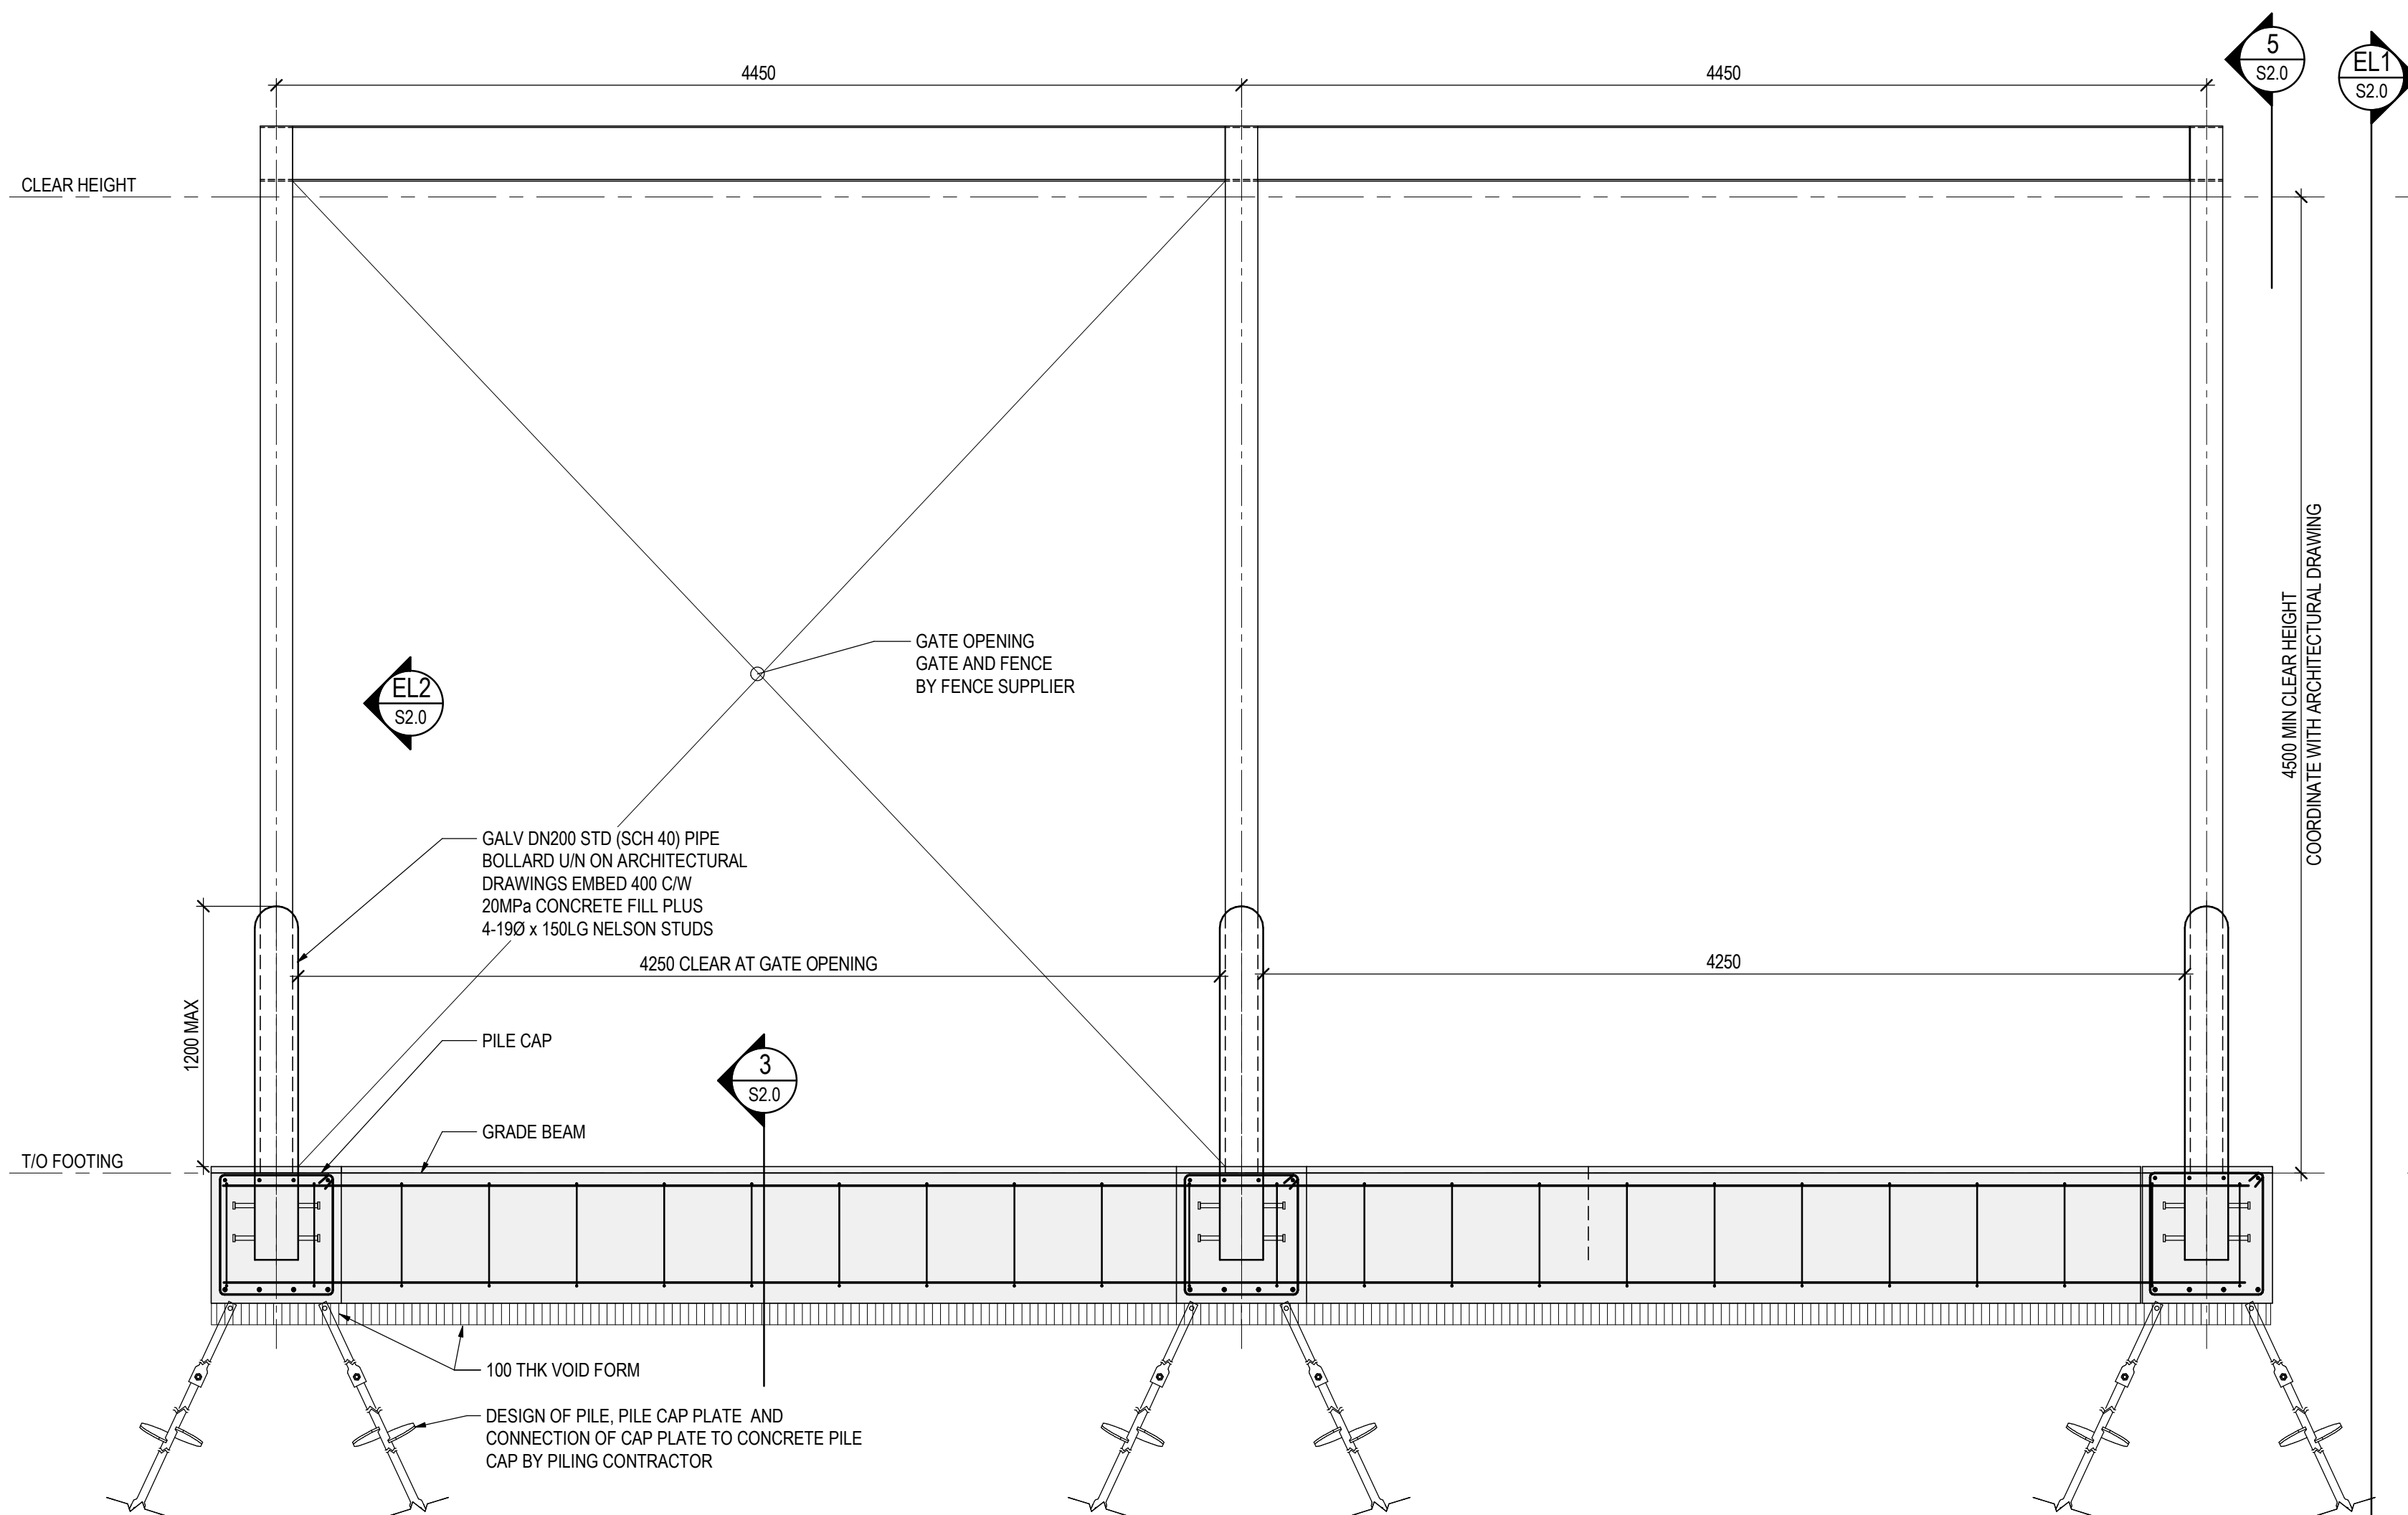 5
S2.0
EL1
S2.0
4450
4450
CLEAR HEIGHT
GATE OPENING
GATE AND FENCE
BY FENCE SUPPLIER
EL2
S2.0
4500 MIN CLEAR HEIGHT
COORDINATE WITH ARCHITECTURAL DRAWING
GALV DN200 STD (SCH 40) PIPE
BOLLARD U/N ON ARCHITECTURAL
DRAWINGS EMBED 400 C/W
20MPa CONCRETE FILL PLUS
4-19Ø x 150LG NELSON STUDS
4250 CLEAR AT GATE OPENING
4250
1200 MAX
PILE CAP
3
S2.0
GRADE BEAM
T/O FOOTING
100 THK VOID FORM
DESIGN OF PILE, PILE CAP PLATE AND
CONNECTION OF CAP PLATE TO CONCRETE PILE
CAP BY PILING CONTRACTOR